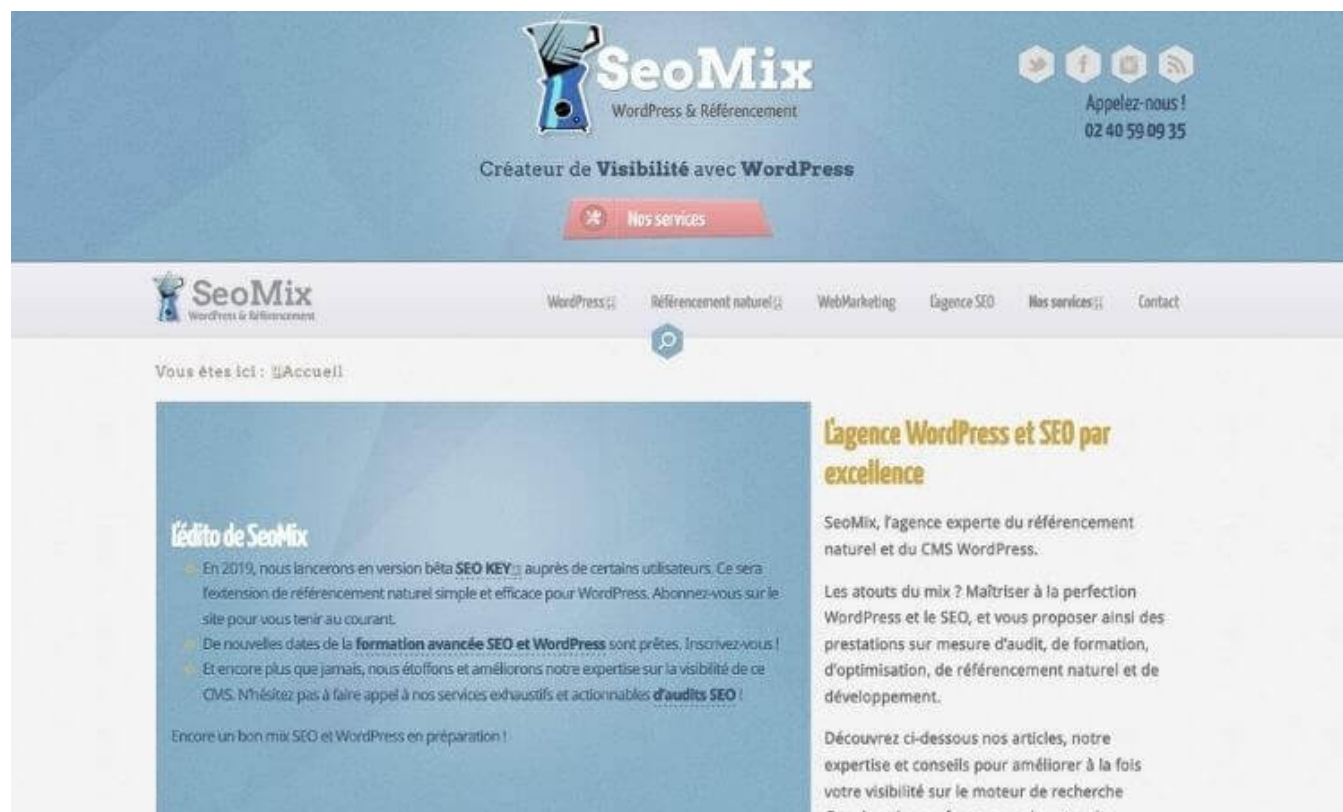 SeoMix
WordPress & Référencement
Appelez-nous !
02 40 59 09 35
Créateur de Visibilité avec WordPress
Nos services
SeoMix
WordPress & Référencement
WordPress
Référencement naturel
WebMarketing
L'agence SEO
Nos services
Contact
Vous êtes ici : Accueil
L'édito de SeoMix
En 2019, nous lancerons en version bêta SEO KEY auprès de certains utilisateurs. Ce sera
l'extension de référencement naturel simple et efficace pour WordPress. Abonnez-vous sur le
site pour vous tenir au courant.
De nouvelles dates de la formation avancée SEO et WordPress sont prêtes. Inscrivez-vous !
Et encore plus que jamais, nous étoffons et améliorons notre expertise sur la visibilité de ce
CMS. N'hésitez pas à faire appel à nos services exhaustifs et actionnables d'audits SEO !
Encore un bon mix SEO et WordPress en préparation !
L'agence WordPress et SEO par
excellence
SeoMix, l'agence experte du référencement
naturel et du CMS WordPress.
Les atouts du mix ? Maîtriser à la perfection
WordPress et le SEO, et vous proposer ainsi des
prestations sur mesure d'audit, de formation,
d'optimisation, de référencement naturel et de
développement.
Découvrez ci-dessous nos articles, notre
expertise et conseils pour améliorer à la fois
votre visibilité sur le moteur de recherche